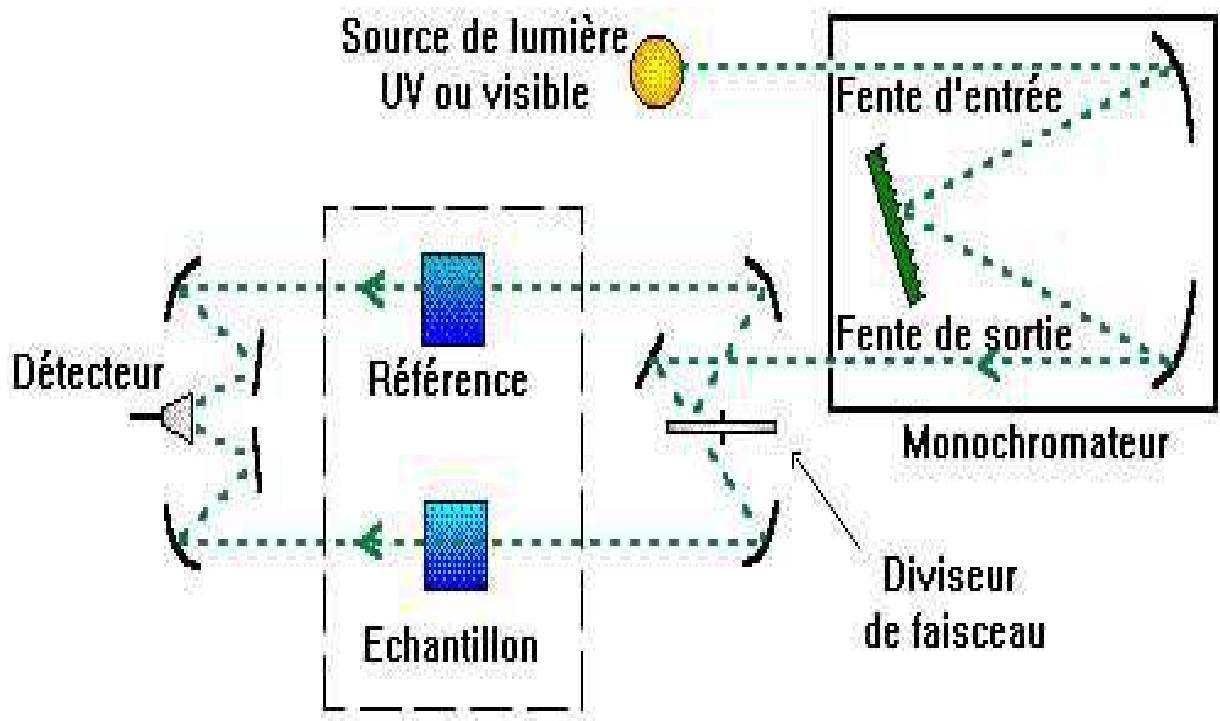 Source de lumière
UV ou visible
Fente d'entrée
Fente de sortie
Détecteur
Référence
Monochromateur
Diviseur
de faisceau
Echantillon